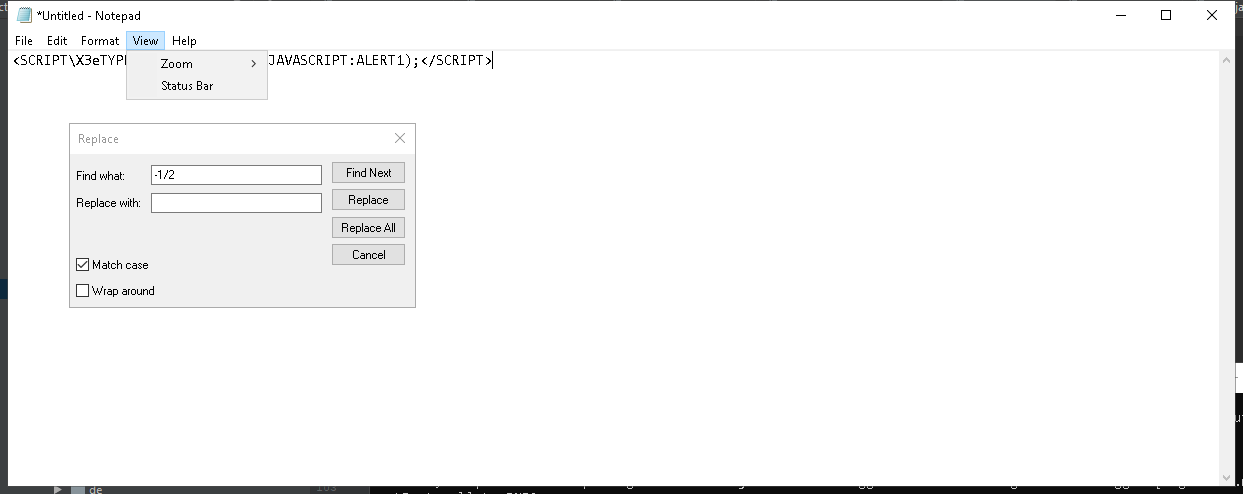 *Untitled - Notepad
File Edit Format View Help
<SCRIPT\X3eTYP JAVASCRIPT:ALERT1);</SCRIPT>
Zoom
Status Bar
Replace
Find what: -1/2 Find Next
Replace with: Replace
Replace All
Cancel
Match case
Wrap around
de